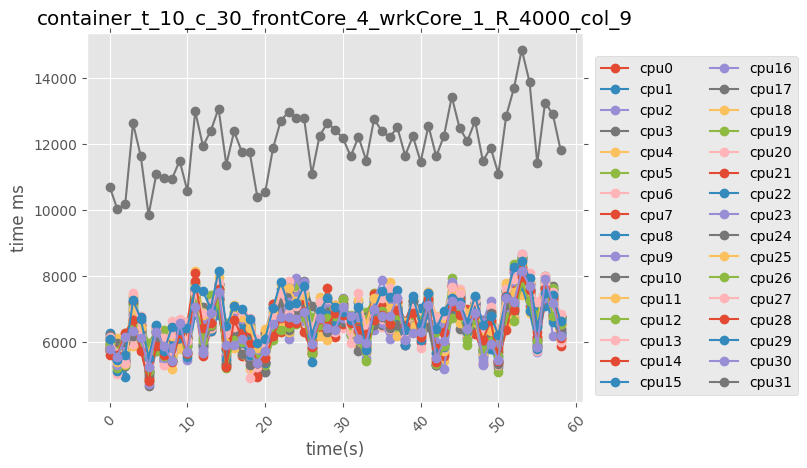 container_t_10_c_30_frontCore_4_wrkCore_1_R_4000_col_9
14000
12000
10000
8000
6000
time ms
0
10
20
30
40
50
60
time(s)
cpu0
cpu1
cpu2
cpu3
cpu4
cpu5
cpu6
cpu7
cpu8
cpu9
cpu10
cpu11
cpu12
cpu13
cpu14
cpu15
cpu16
cpu17
cpu18
cpu19
cpu20
cpu21
cpu22
cpu23
cpu24
cpu25
cpu26
cpu27
cpu28
cpu29
cpu30
cpu31